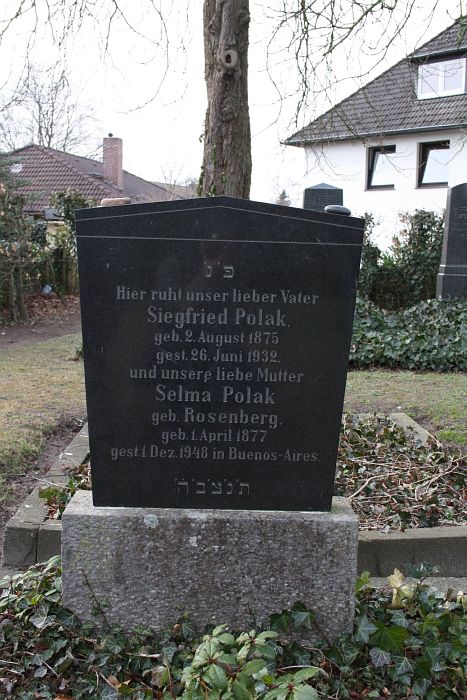 פ״נ
Hier ruht unser lieber Vater
Siegfried Polak,
geb. 2. August 1875
gest. 26. Juni 1932.
und unsere liebe Mutter
Selma Polak
geb. Rosenberg,
geb. 1. April 1877
gest. 1. Dez. 1948 in Buenos-Aires.
ת׳נ׳צ׳ב׳ה׳